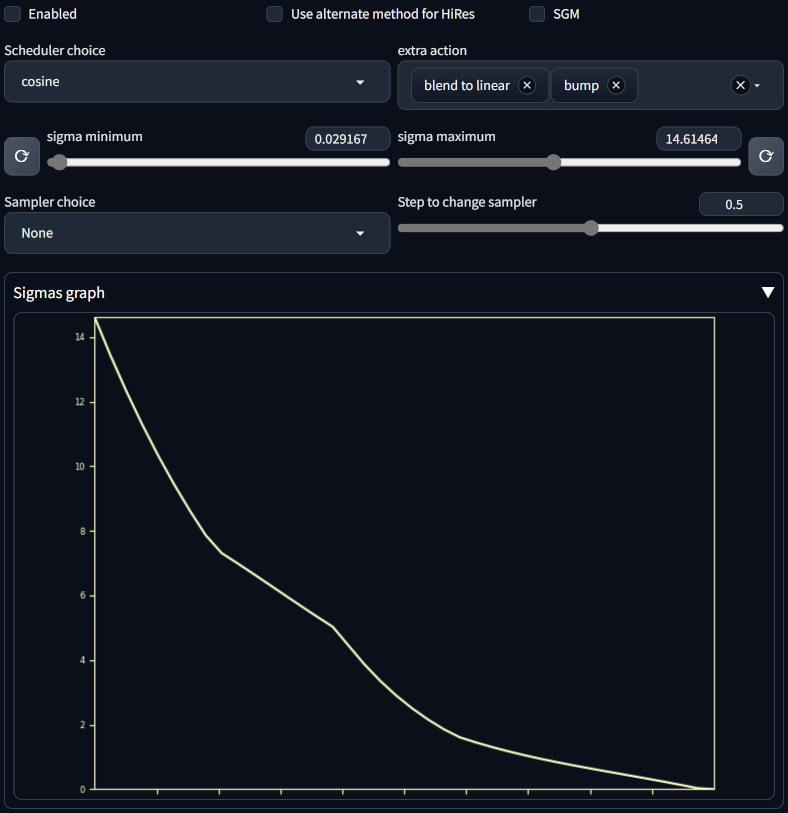 Enabled
Use alternate method for HiRes
SGM
Scheduler choice
extra action
cosine
blend to linear
bump
sigma minimum
0.029167
sigma maximum
14.61464
Sampler choice
Step to change sampler
0.5
None
Sigmas graph
14
12
10
8
6
4
2
0